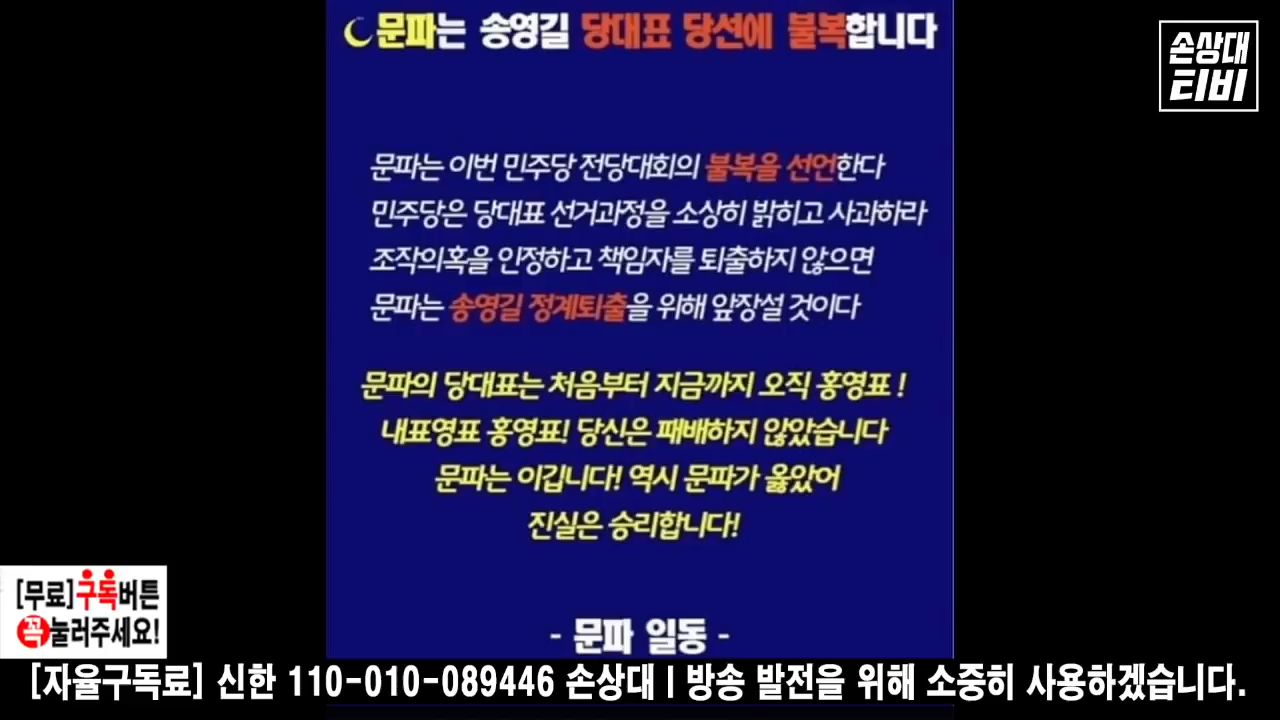 문파는 송영길 당대표 당선에 불복합니다
손상대
티비
문파는 이번 민주당 전당대회의 불복을 선언한다
민주당은 당대표 선거과정을 소상히 밝히고 사과하라
조작의혹을 인정하고 책임자를 퇴출하지 않으면
문파는 송영길 정계퇴출을 위해 앞장설 것이다
문파의 당대표는 처음부터 지금까지 오직 홍영표 !
내표영표 홍영표! 당신은 패배하지 않았습니다
문파는 이깁니다! 역시 문파가 옳았어
진실은 승리합니다!
- 문파 일동 -
[무료]구독버튼
꼭눌러주세요!
[자율구독료] 신한 110-010-089446 손상대 | 방송 발전을 위해 소중히 사용하겠습니다.